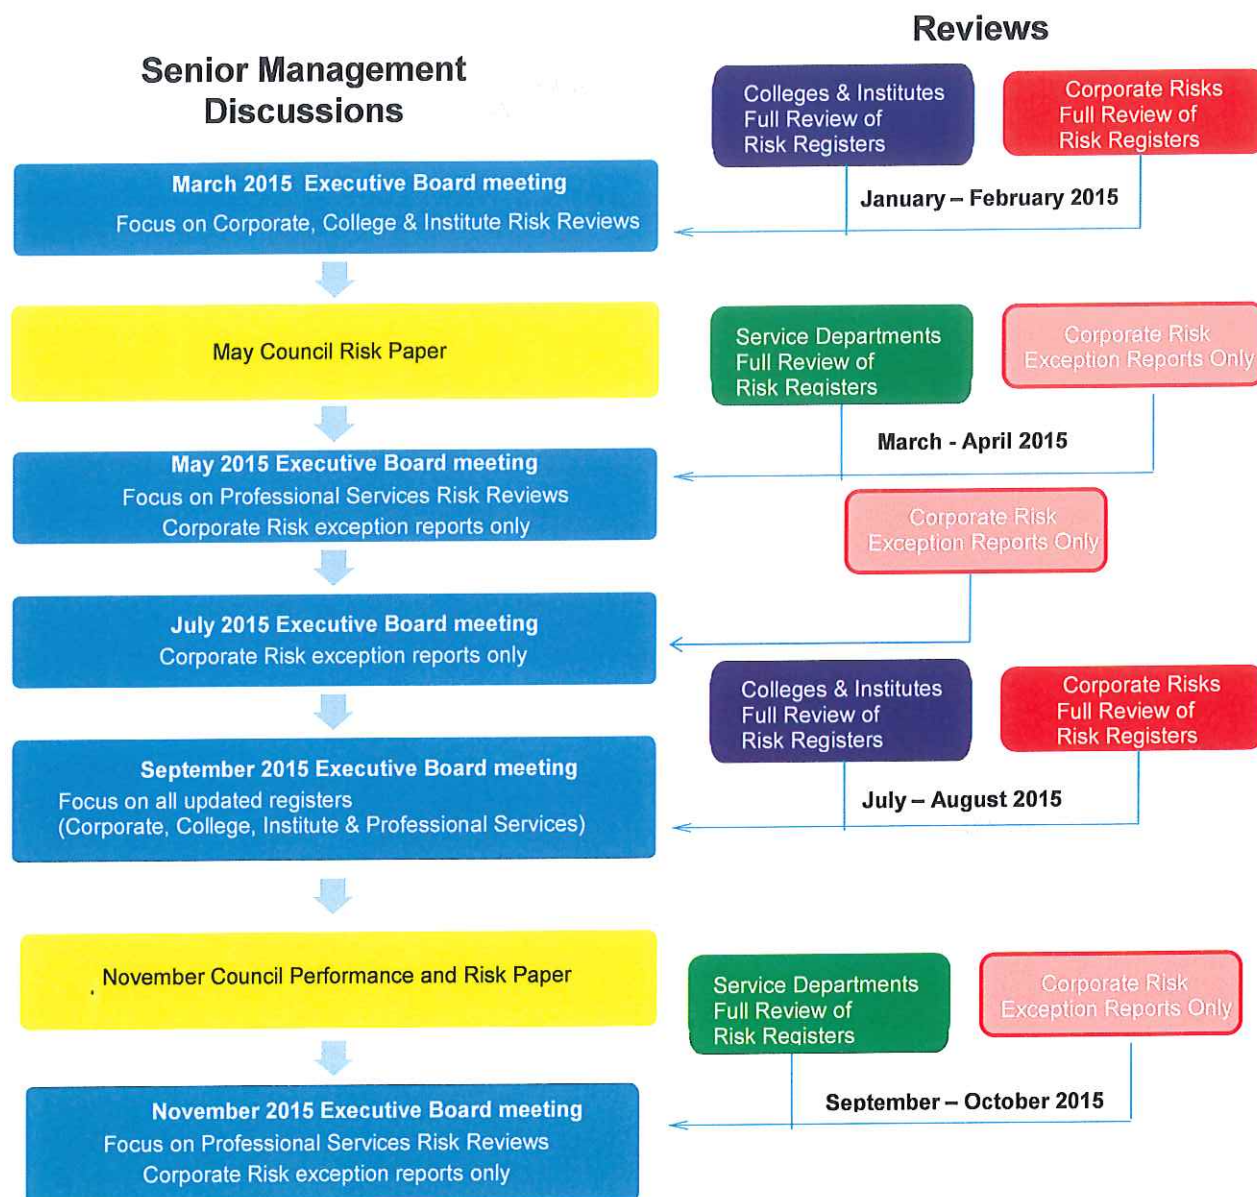 Senior Management
Discussions
Reviews
Colleges & Institutes
Full Review of
Risk Registers
Corporate Risks
Full Review of
Risk Registers
January – February 2015
March 2015 Executive Board meeting
Focus on Corporate, College & Institute Risk Reviews
May Council Risk Paper
Service Departments
Full Review of
Risk Registers
Corporate Risk
Exception Reports Only
March - April 2015
May 2015 Executive Board meeting
Focus on Professional Services Risk Reviews
Corporate Risk exception reports only
Corporate Risk
Exception Reports Only
July 2015 Executive Board meeting
Corporate Risk exception reports only
Colleges & Institutes
Full Review of
Risk Registers
Corporate Risks
Full Review of
Risk Registers
July – August 2015
September 2015 Executive Board meeting
Focus on all updated registers
(Corporate, College, Institute & Professional Services)
November Council Performance and Risk Paper
Service Departments
Full Review of
Risk Registers
Corporate Risk
Exception Reports Only
September – October 2015
November 2015 Executive Board meeting
Focus on Professional Services Risk Reviews
Corporate Risk exception reports only